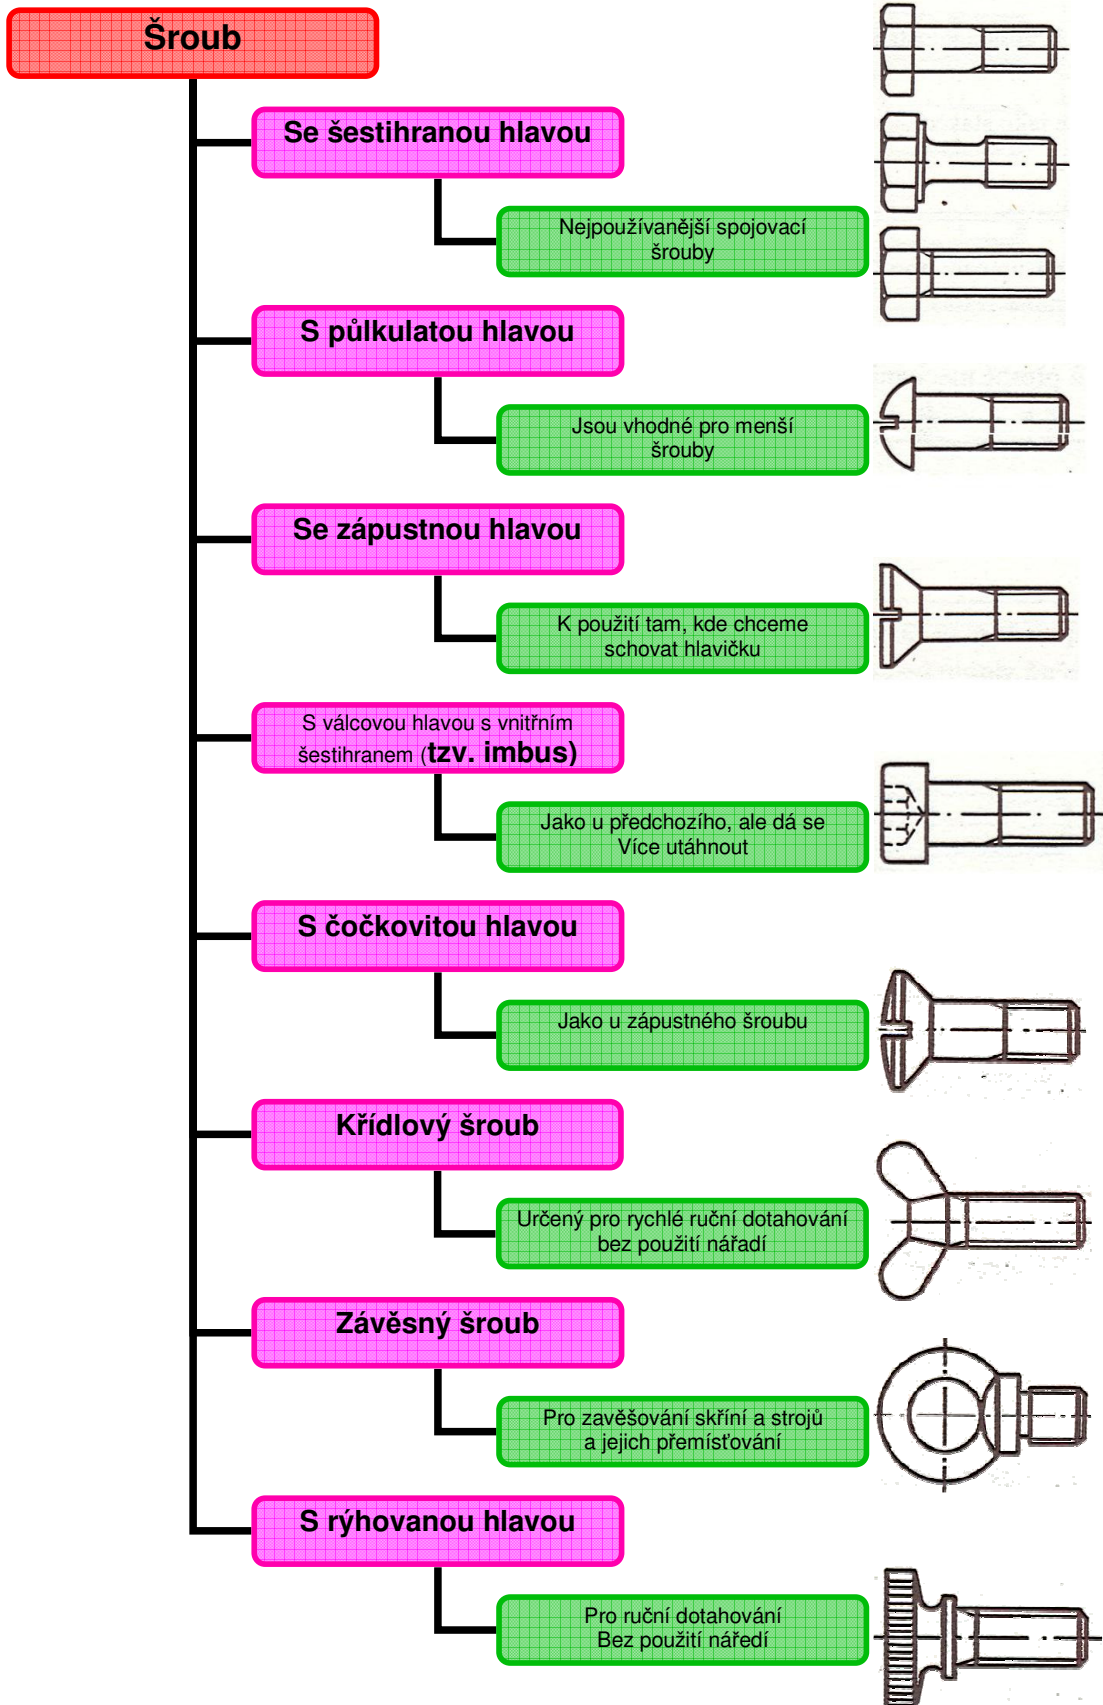 Šroub
Se šestihranou hlavou
Nejpoužívanější spojovací
šrouby
S půlkulatou hlavou
Jsou vhodné pro menší
šrouby
Se zápustnou hlavou
K použití tam, kde chceme
schovat hlavičku
S válcovou hlavou s vnitřním
šestihranem (tzv. imbus)
Jako u předchozího, ale dá se
Více utáhnout
S čočkovitou hlavou
Jako u zápustného šroubu
Křídlový šroub
Určený pro rychlé ruční dotahování
bez použití nářadí
Závěsný šroub
Pro zavěšování skříní a strojů
a jejich přemísťování
S rýhovanou hlavou
Pro ruční dotahování
Bez použití náředí